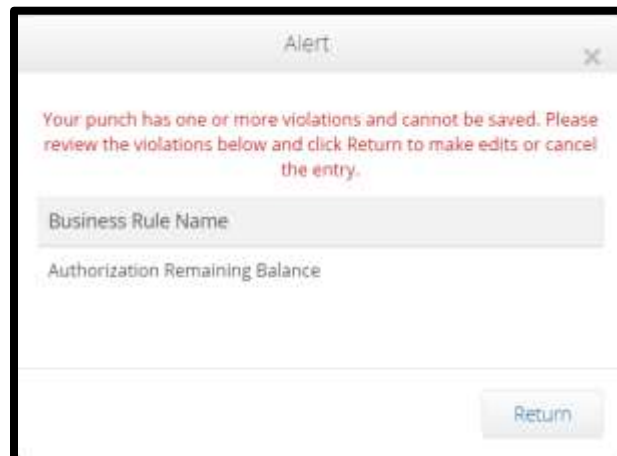 Alert
×
Your punch has one or more violations and cannot be saved. Please
review the violations below and click Return to make edits or cancel
the entry.
Business Rule Name
Authorization Remaining Balance
Return